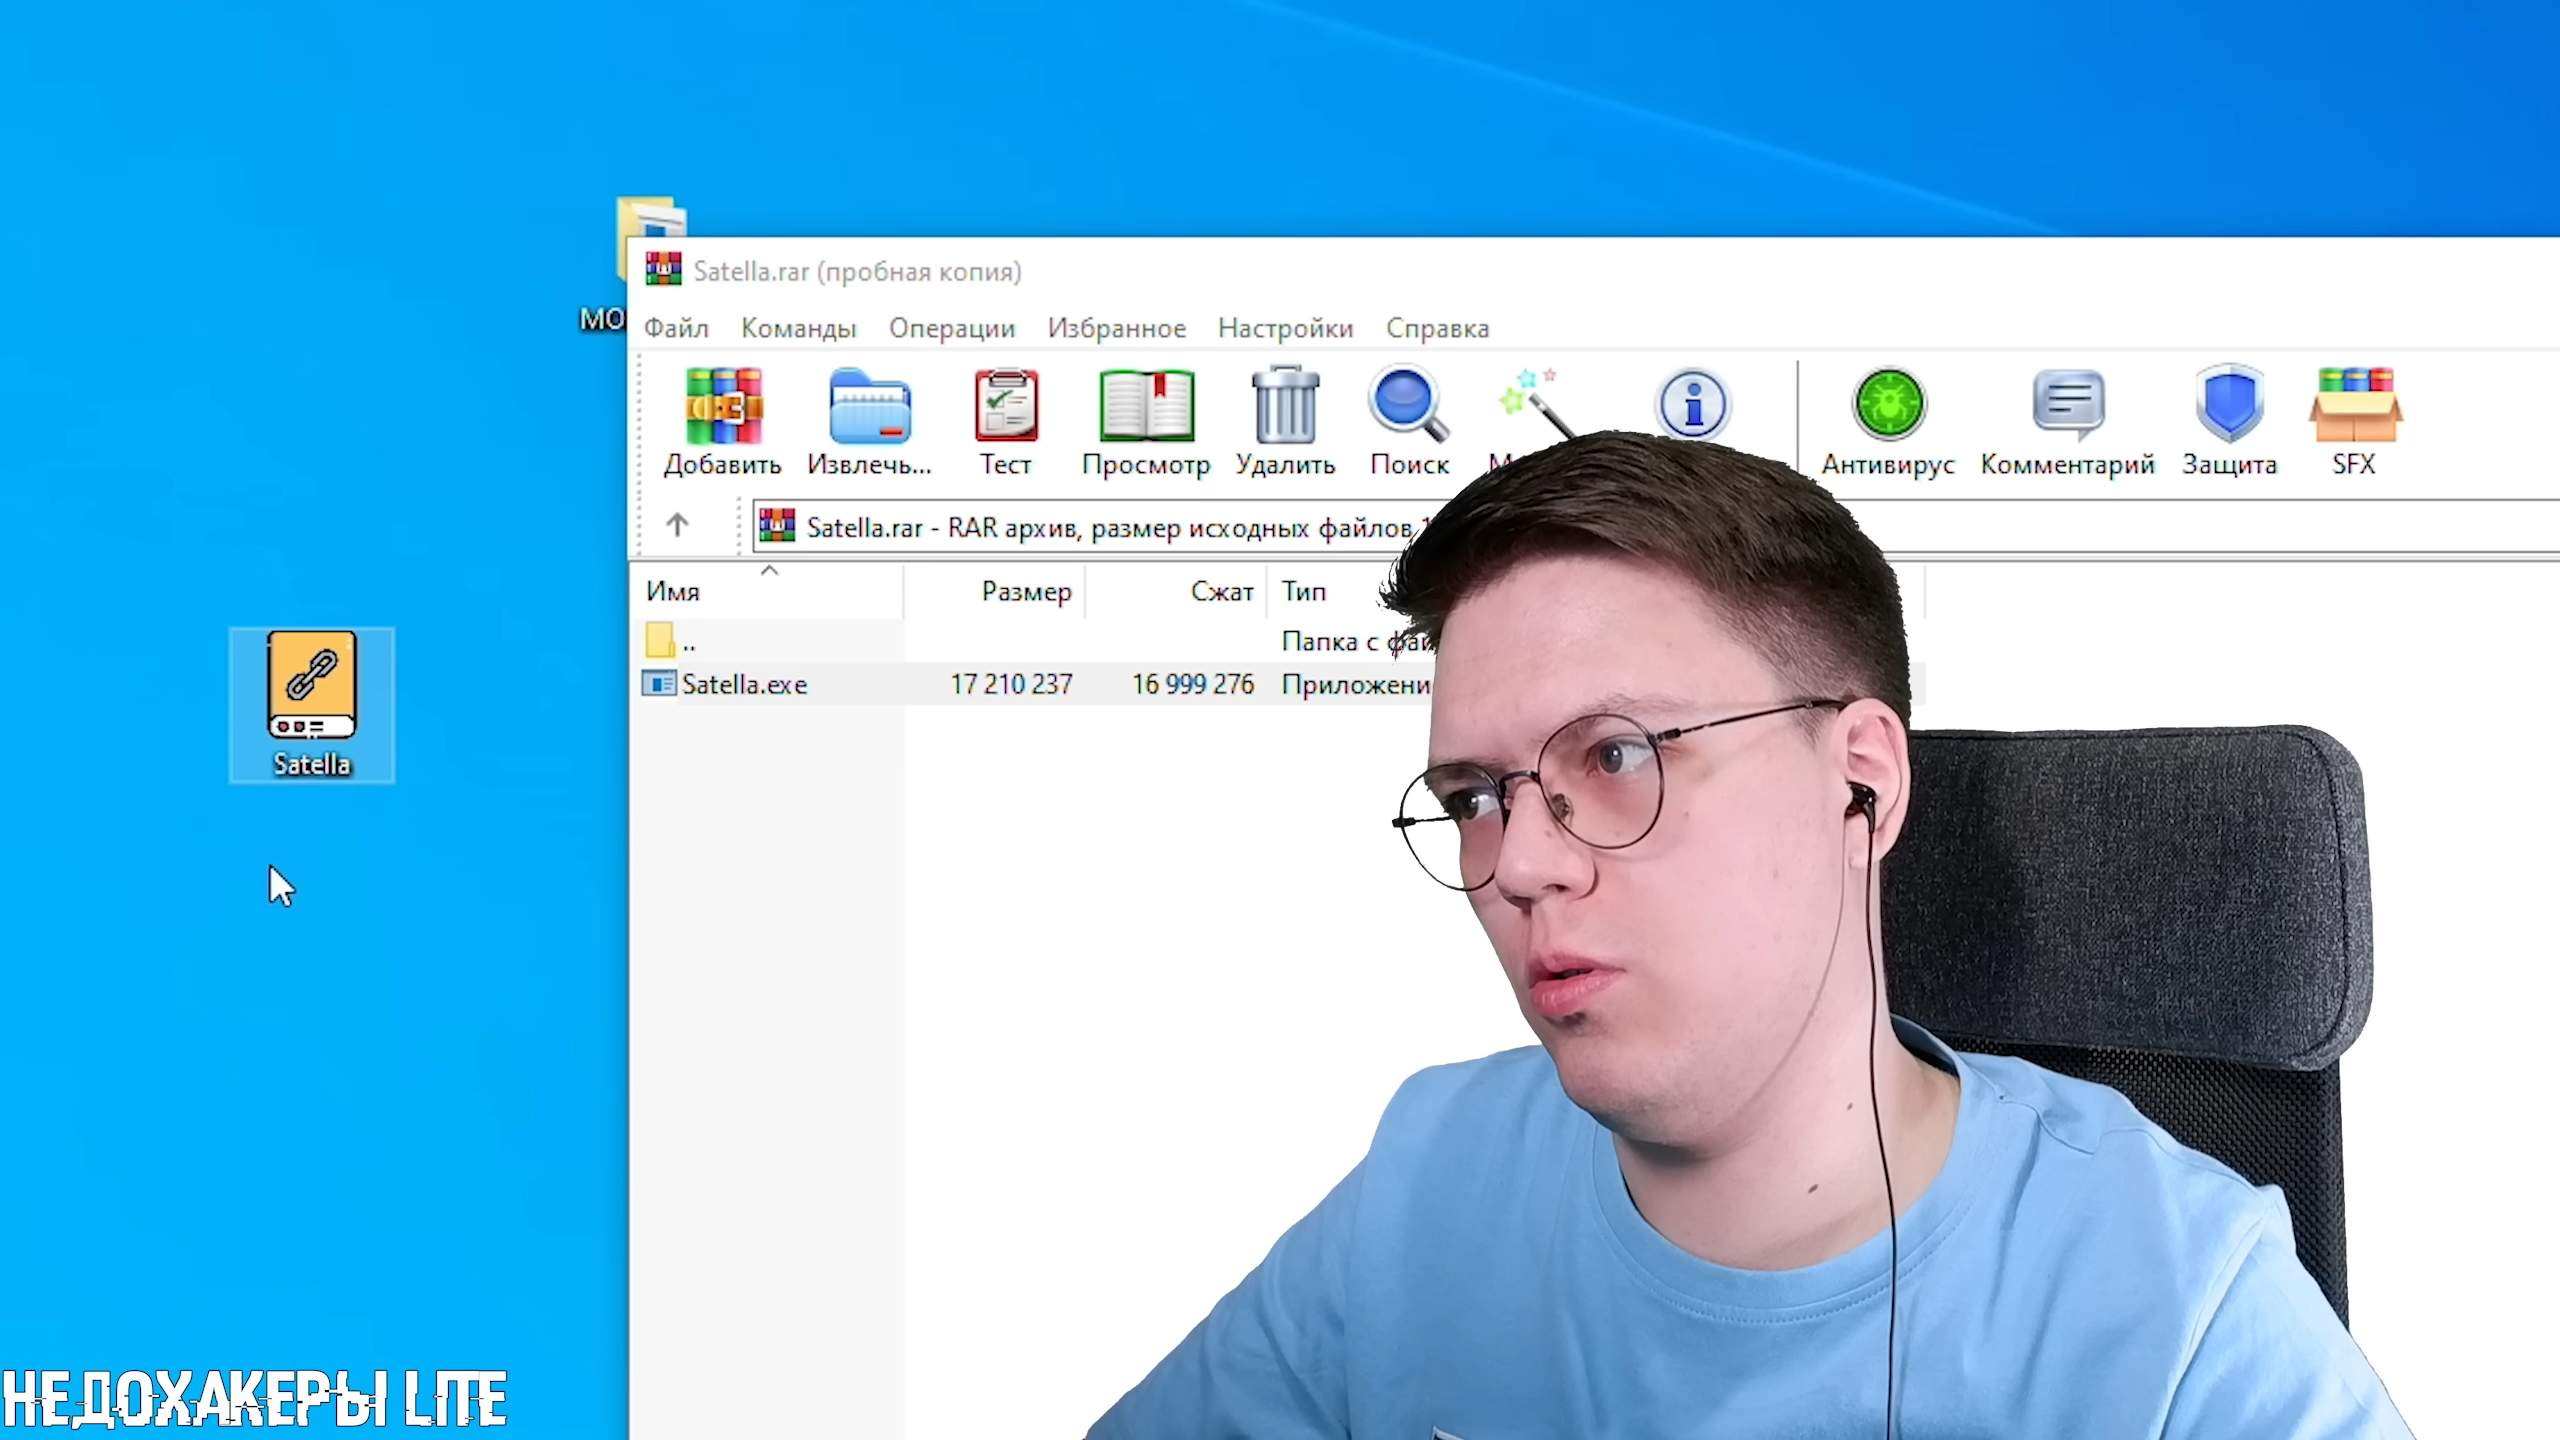 Satella.rar (пробная копия)
Файл Команды Операции Избранное Настройки Справка
Добавить Извлечь... Тест Просмотр Удалить Поиск Антивирус Комментарий Защита SFX
Satella.rar - RAR архив, размер исходных файлов
Имя Размер Сжат Тип
.. Папка с
Satella.exe 17 210 237 16 999 276
МО
Satella
НЕДОХАКЕРЫ LITE